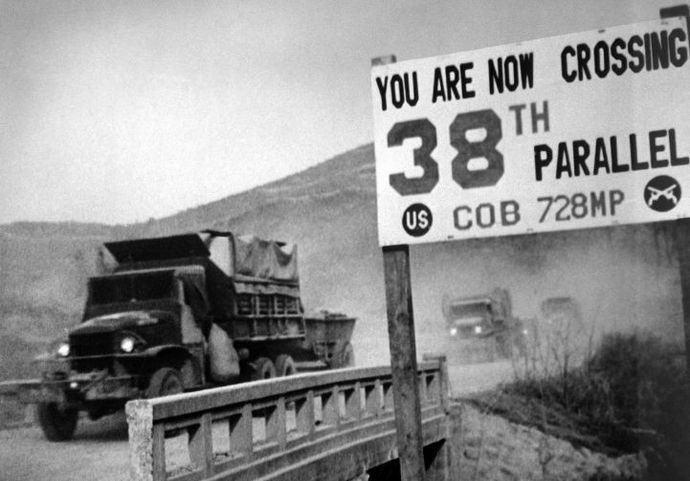 YOU ARE NOW CROSSING
38TH
PARALLEL
US COB 728MP